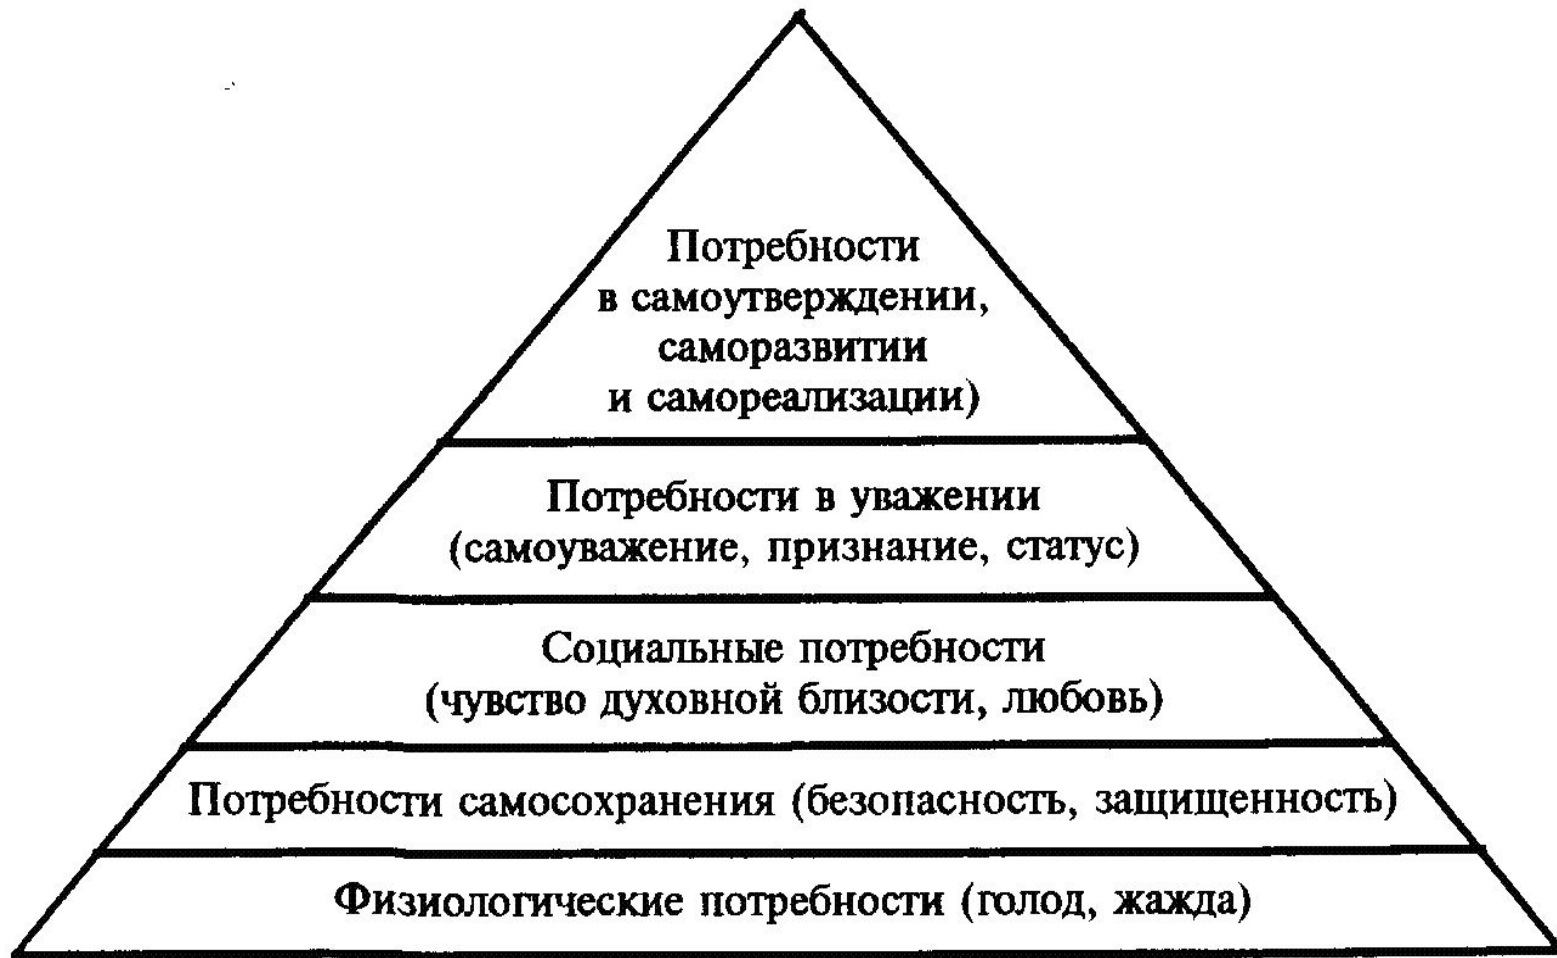 Потребности
в самоутверждении,
саморазвитии
и самореализации)
Потребности в уважении
(самоуважение, признание, статус)
Социальные потребности
(чувство духовной близости, любовь)
Потребности самосохранения (безопасность, защищенность)
Физиологические потребности (голод, жажда)